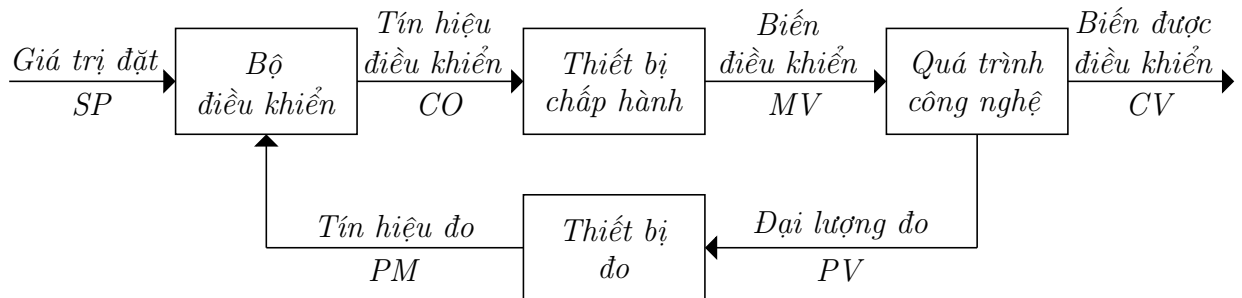 Giá trị đặt
SP
Bộ
điều khiển
Tín hiệu
điều khiển
CO
Thiết bị
chấp hành
Biến
điều khiển
MV
Quá trình
công nghệ
Biến được
điều khiển
CV
Tín hiệu đo
PM
Thiết bị
đo
Đại lượng đo
PV